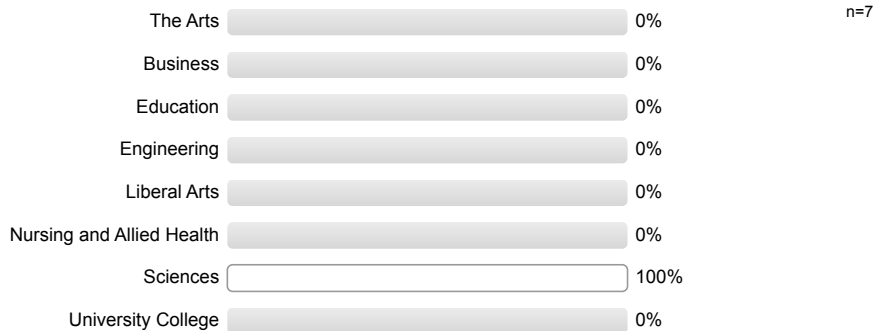 The Arts 0% n=7
Business 0%
Education 0%
Engineering 0%
Liberal Arts 0%
Nursing and Allied Health 0%
Sciences 100%
University College 0%